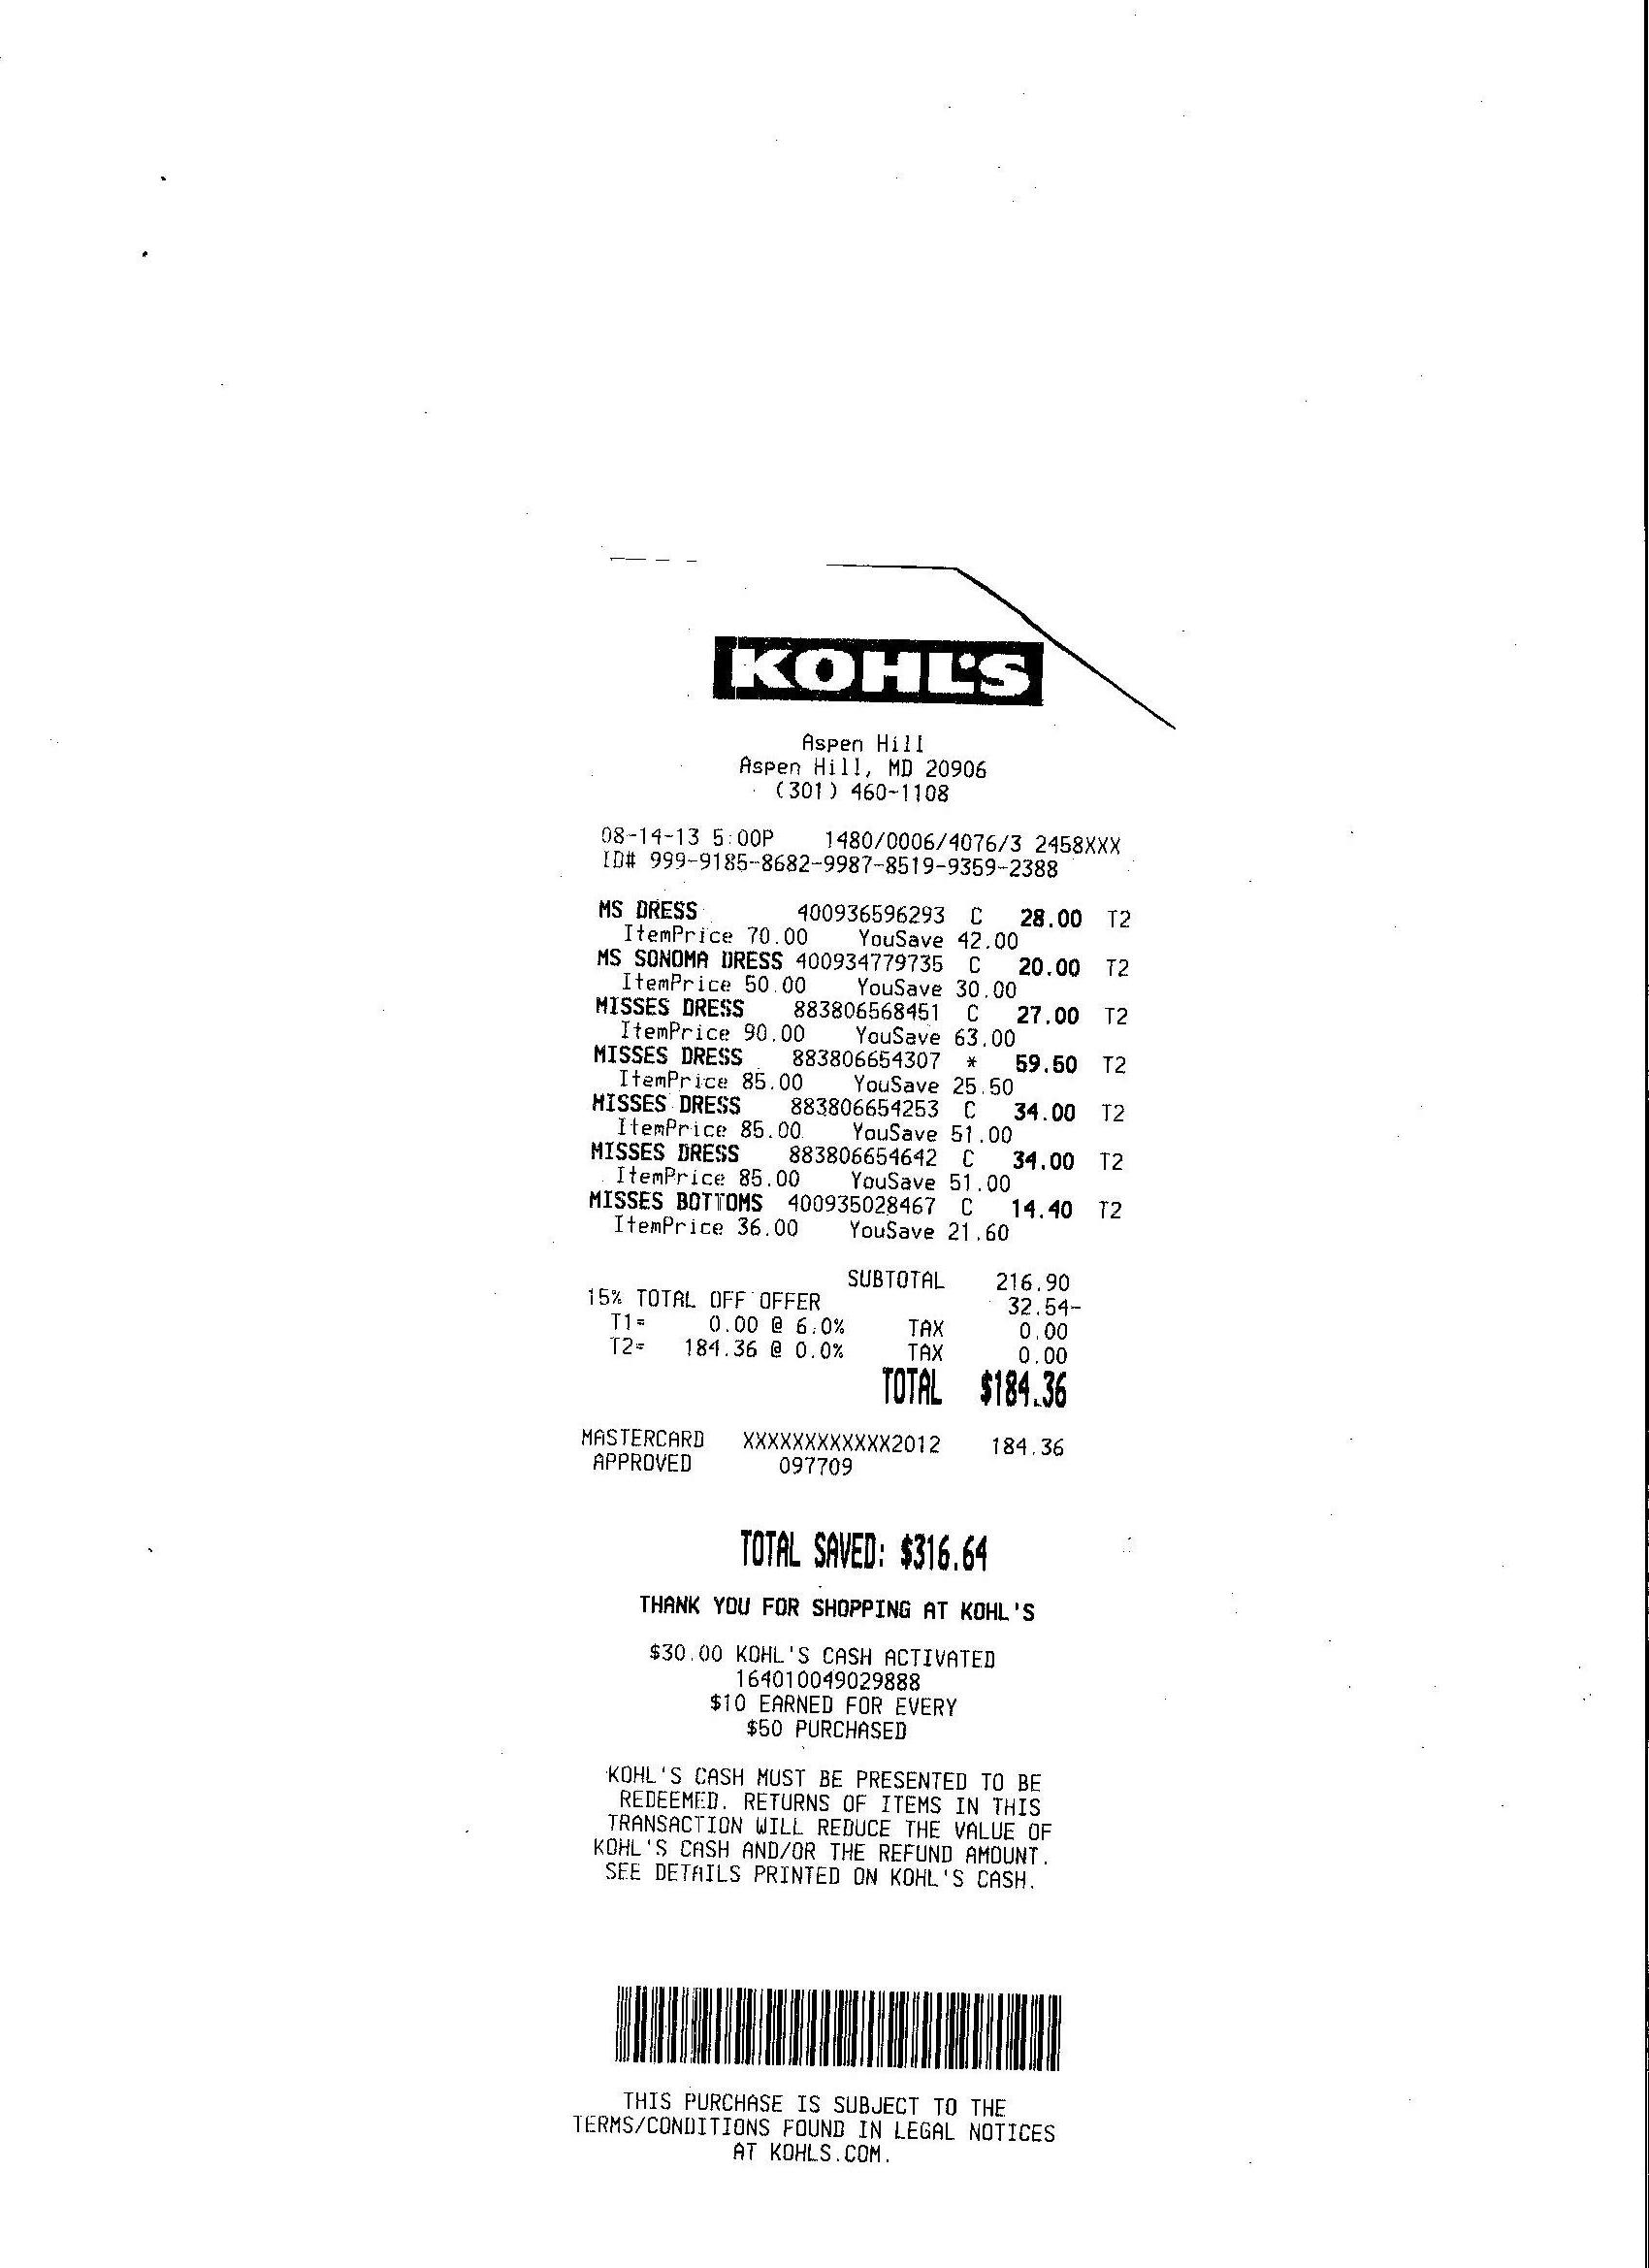 KOHL'S
Aspen Hill
Aspen Hill, MD 20906
(301) 460-1108
08-14-13 5:00P 1480/0006/4076/3 2458XXX
ID# 999-9185-8682-9987-8519-9359-2388
MS DRESS 400936596293 C 28.00 T2
ItemPrice 70.00 YouSave 42.00
MS SONOMA DRESS 400934779735 C 20.00 T2
ItemPrice 50.00 YouSave 30.00
MISSES DRESS 883806568451 C 27.00 T2
ItemPrice 90.00 YouSave 63.00
MISSES DRESS 883806654307 * 59.50 T2
ItemPrice 85.00 YouSave 25.50
MISSES DRESS 883806654253 C 34.00 T2
ItemPrice 85.00 YouSave 51.00
MISSES DRESS 883806654642 C 34.00 T2
ItemPrice 85.00 YouSave 51.00
MISSES BOTTOMS 400935028467 C 14.40 T2
ItemPrice 36.00 YouSave 21.60
SUBTOTAL 216.90
15% TOTAL OFF OFFER 32.54-
T1= 0.00 @ 6.0% TAX 0.00
T2= 184.36 @ 0.0% TAX 0.00
TOTAL $184.36
MASTERCARD XXXXXXXXXXXX2012 184.36
APPROVED 097709
TOTAL SAVED: $316.64
THANK YOU FOR SHOPPING AT KOHL'S
$30.00 KOHL'S CASH ACTIVATED
164010049029888
$10 EARNED FOR EVERY
$50 PURCHASED
KOHL'S CASH MUST BE PRESENTED TO BE
REDEEMED. RETURNS OF ITEMS IN THIS
TRANSACTION WILL REDUCE THE VALUE OF
KOHL'S CASH AND/OR THE REFUND AMOUNT.
SEE DETAILS PRINTED ON KOHL'S CASH.
THIS PURCHASE IS SUBJECT TO THE
TERMS/CONDITIONS FOUND IN LEGAL NOTICES
AT KOHLS.COM.